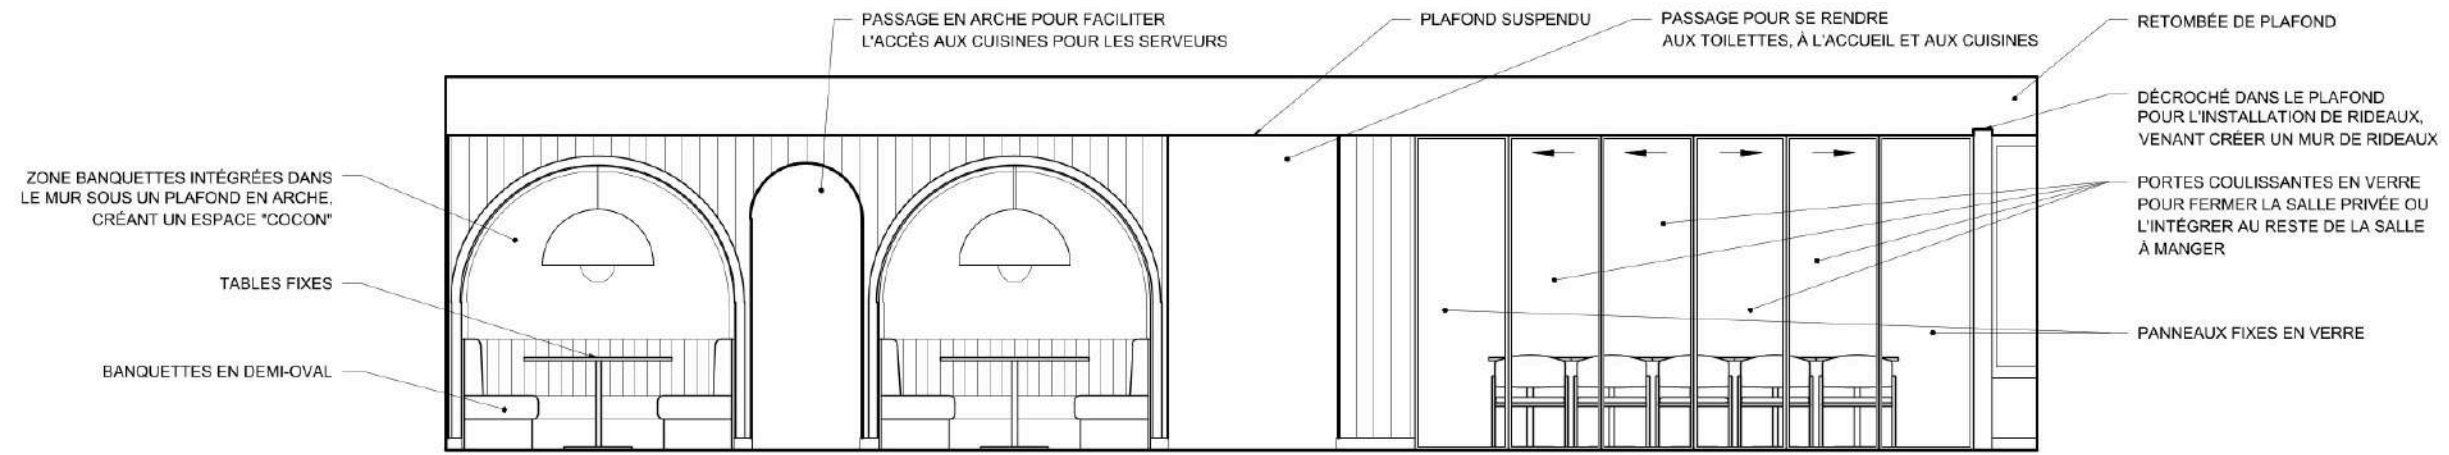 PASSAGE EN ARCHE POUR FACILITER
L'ACCÈS AUX CUISINES POUR LES SERVEURS
PLAFOND SUSPENDU
PASSAGE POUR SE RENDRE
AUX TOILETTES, À L'ACCUEIL ET AUX CUISINES
RETOMBÉE DE PLAFOND
DÉCROCHÉ DANS LE PLAFOND
POUR L'INSTALLATION DE RIDEAUX,
VENANT CRÉER UN MUR DE RIDEAUX
ZONE BANQUETTES INTÉGRÉES DANS
LE MUR SOUS UN PLAFOND EN ARCHE,
CRÉANT UN ESPACE "COCON"
PORTES COULISSANTES EN VERRE
POUR FERMER LA SALLE PRIVÉE OU
L'INTÉGRER AU RESTE DE LA SALLE
À MANGER
TABLES FIXES
PANNEAUX FIXES EN VERRE
BANQUETTES EN DEMI-OVAL